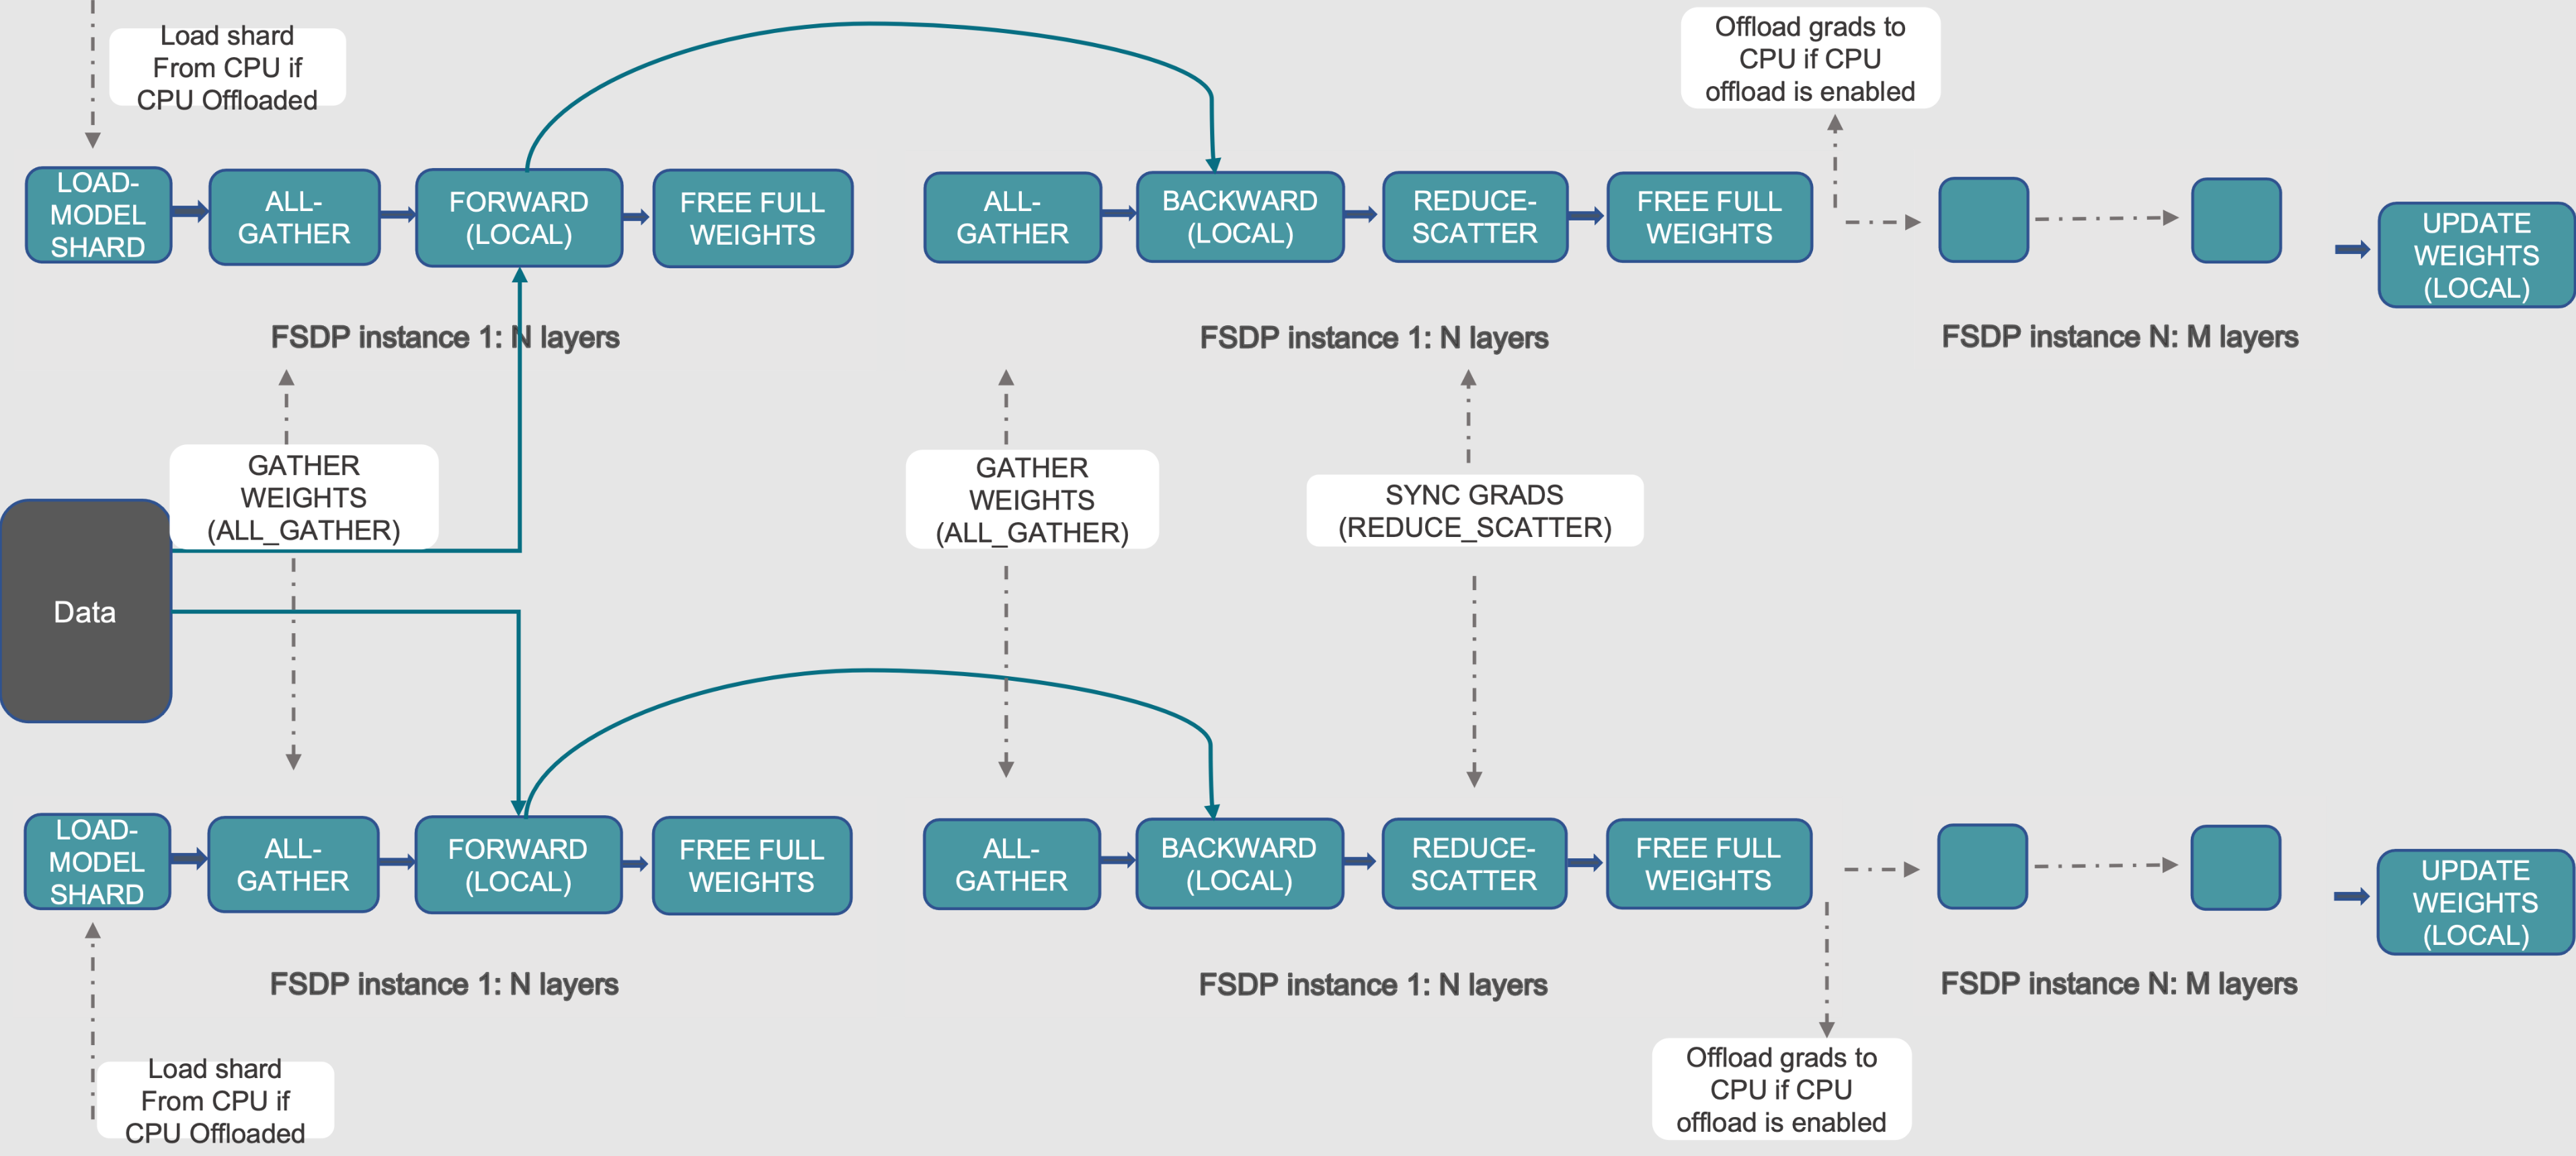 Load shard
From CPU if
CPU Offloaded
Offload grads to
CPU if CPU
offload is enabled
LOAD-
MODEL
SHARD
ALL-
GATHER
FORWARD
(LOCAL)
FREE FULL
WEIGHTS
ALL-
GATHER
BACKWARD
(LOCAL)
REDUCE-
SCATTER
FREE FULL
WEIGHTS
UPDATE
WEIGHTS
(LOCAL)
FSDP instance 1: N layers
FSDP instance 1: N layers
FSDP instance N: M layers
GATHER
WEIGHTS
(ALL_GATHER)
GATHER
WEIGHTS
(ALL_GATHER)
SYNC GRADS
(REDUCE_SCATTER)
Data
LOAD-
MODEL
SHARD
ALL-
GATHER
FORWARD
(LOCAL)
FREE FULL
WEIGHTS
ALL-
GATHER
BACKWARD
(LOCAL)
REDUCE-
SCATTER
FREE FULL
WEIGHTS
UPDATE
WEIGHTS
(LOCAL)
FSDP instance 1: N layers
FSDP instance 1: N layers
FSDP instance N: M layers
Load shard
From CPU if
CPU Offloaded
Offload grads to
CPU if CPU
offload is enabled